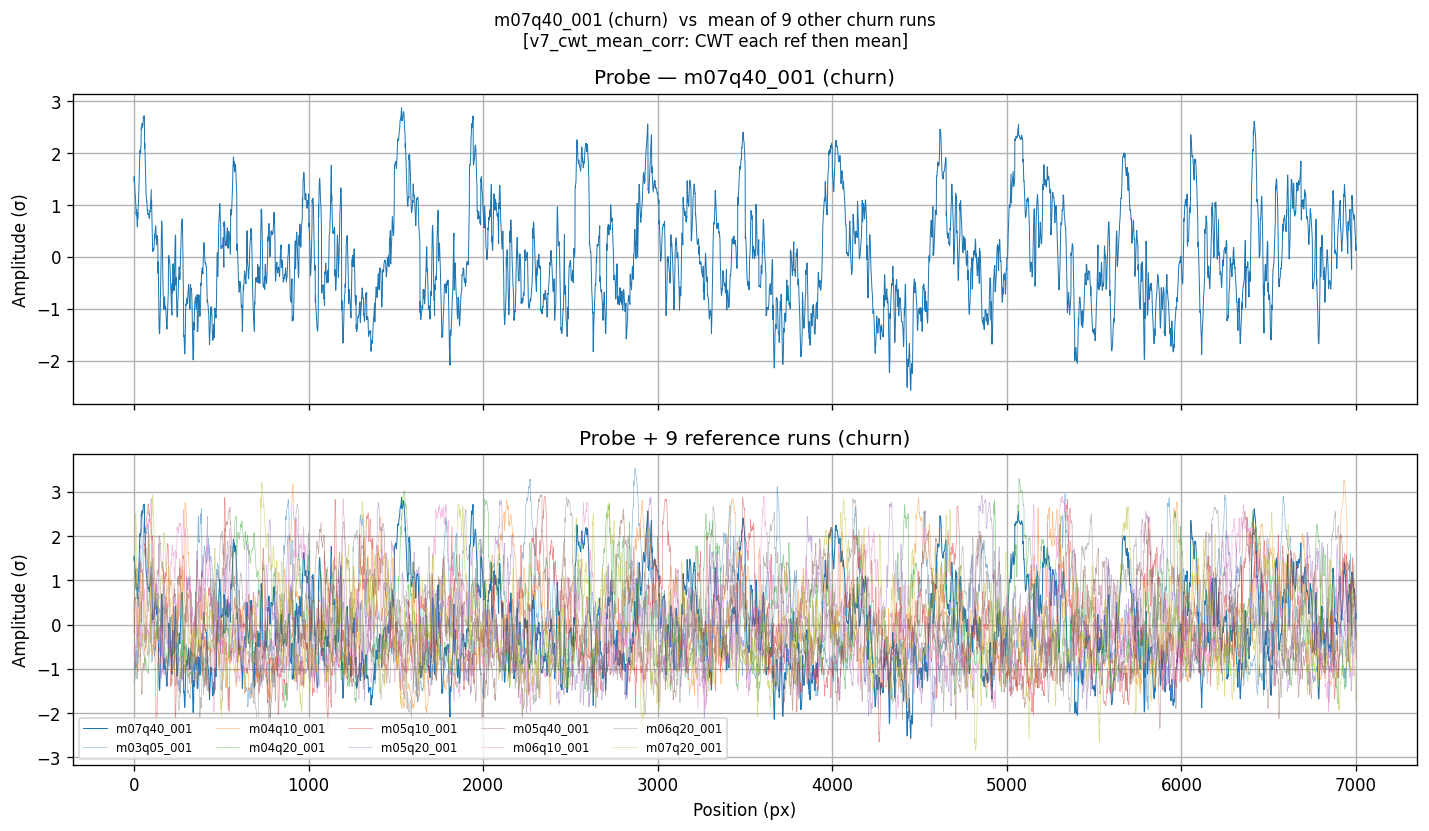 m07q40_001 (churn)  vs  mean of 9 other churn runs
[v7_cwt_mean_corr: CWT each ref then mean]
Probe — m07q40_001 (churn)
3
2
1
0
−1
−2
Amplitude (σ)
Probe + 9 reference runs (churn)
3
2
1
0
−1
−2
−3
Amplitude (σ)
m07q40_001 m04q10_001 m05q10_001 m05q40_001 m06q20_001
m03q05_001 m04q20_001 m05q20_001 m06q10_001 m07q20_001
0 1000 2000 3000 4000 5000 6000 7000
Position (px)